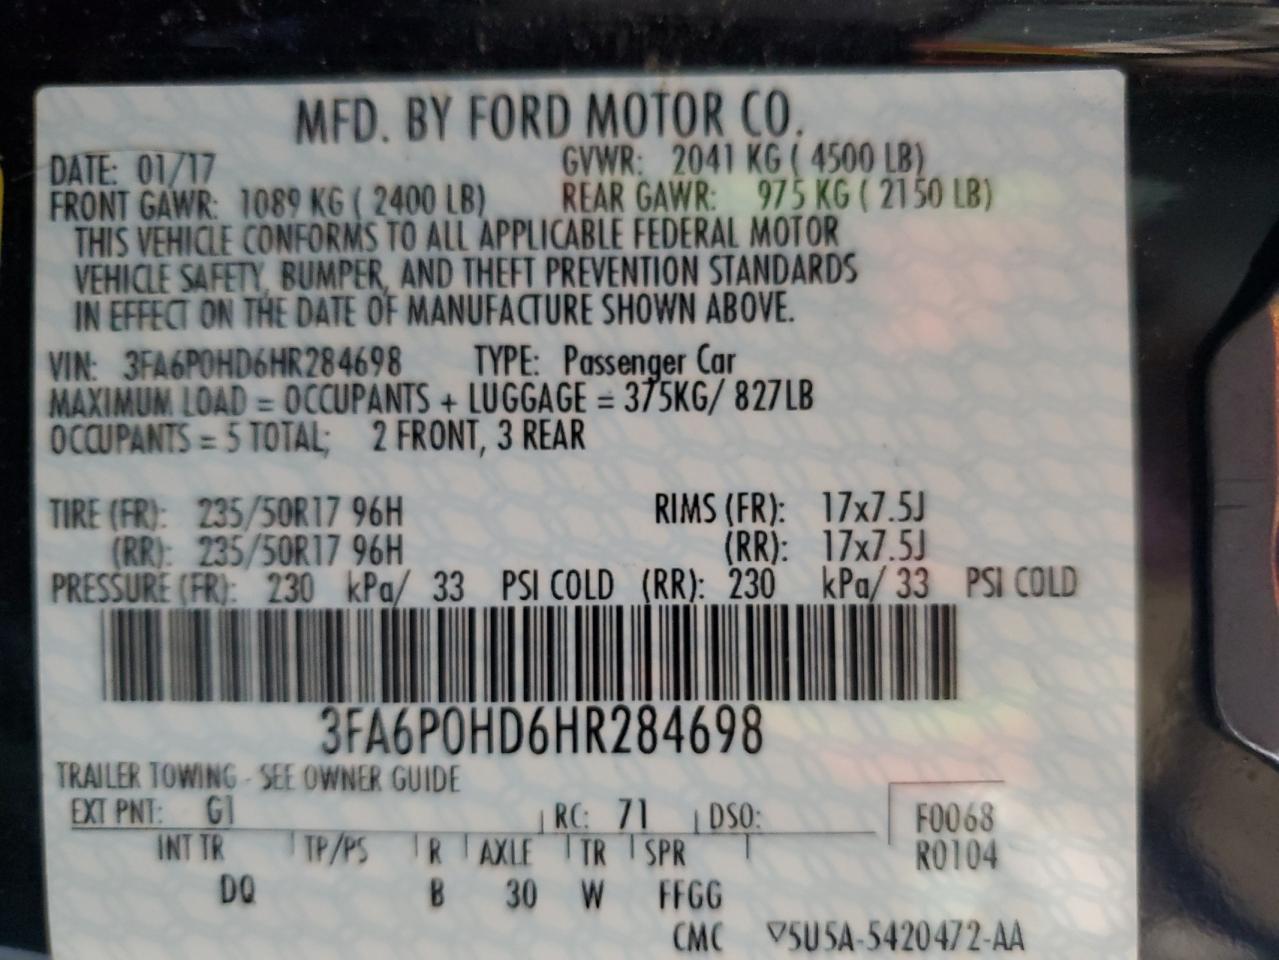 MFD. BY FORD MOTOR CO.
DATE: 01/17 GVWR: 2041 KG ( 4500 LB)
FRONT GAWR: 1089 KG ( 2400 LB) REAR GAWR: 975 KG ( 2150 LB)
THIS VEHICLE CONFORMS TO ALL APPLICABLE FEDERAL MOTOR
VEHICLE SAFETY, BUMPER, AND THEFT PREVENTION STANDARDS
IN EFFECT ON THE DATE OF MANUFACTURE SHOWN ABOVE.
VIN: 3FA6P0HD6HR284698 TYPE: Passenger Car
MAXIMUM LOAD = OCCUPANTS + LUGGAGE = 375KG/ 827LB
OCCUPANTS = 5 TOTAL; 2 FRONT, 3 REAR
TIRE (FR): 235/50R17 96H RIMS (FR): 17x7.5J
(RR): 235/50R17 96H (RR): 17x7.5J
PRESSURE (FR): 230 kPa/ 33 PSI COLD (RR): 230 kPa/ 33 PSI COLD
3FA6P0HD6HR284698
TRAILER TOWING - SEE OWNER GUIDE
EXT PNT: G1 RC: 71 DSO: F0068
INT TR TP/PS R AXLE TR SPR R0104
DQ B 30 W FFGG
CMC ▽5U5A-5420472-AA